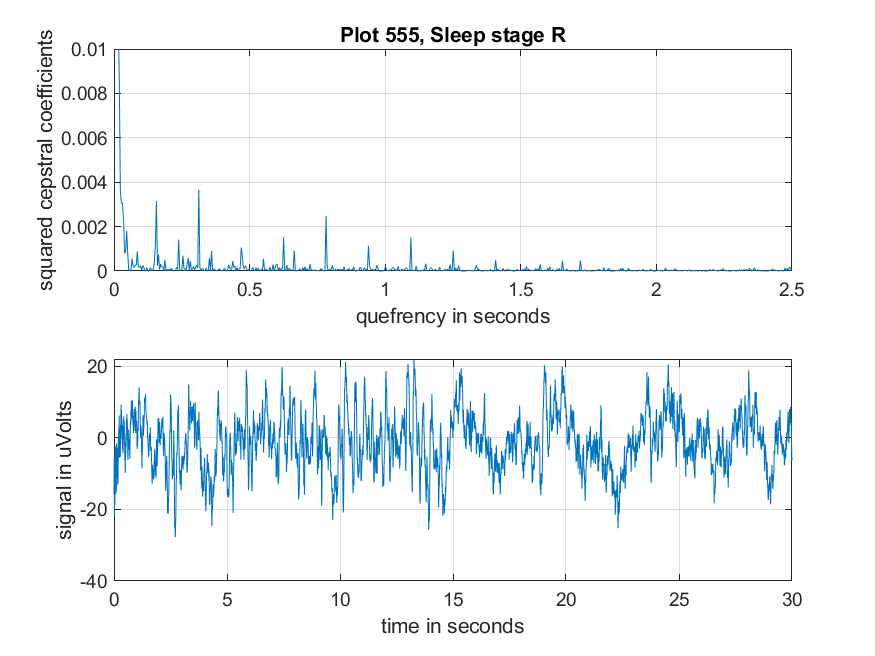 Plot 555, Sleep stage R
squared cepstral coefficients
0.01
0.008
0.006
0.004
0.002
0
0 0.5 1 1.5 2 2.5
quefrency in seconds
signal in uVolts
20
0
-20
-40
0 5 10 15 20 25 30
time in seconds